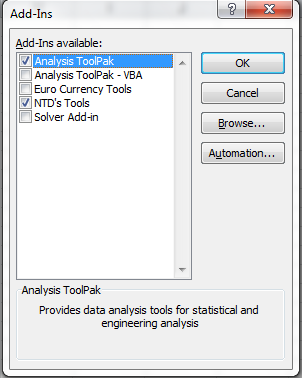 Add-Ins
?
Add-Ins available:
Analysis ToolPak
Analysis ToolPak - VBA
Euro Currency Tools
NTD's Tools
Solver Add-in
OK
Cancel
Browse...
Automation...
Analysis ToolPak
Provides data analysis tools for statistical and
engineering analysis